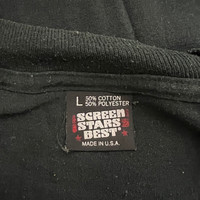 L 50% COTTON
50% POLYESTER
SCREEN
STARS
BEST®
MADE IN U.S.A.